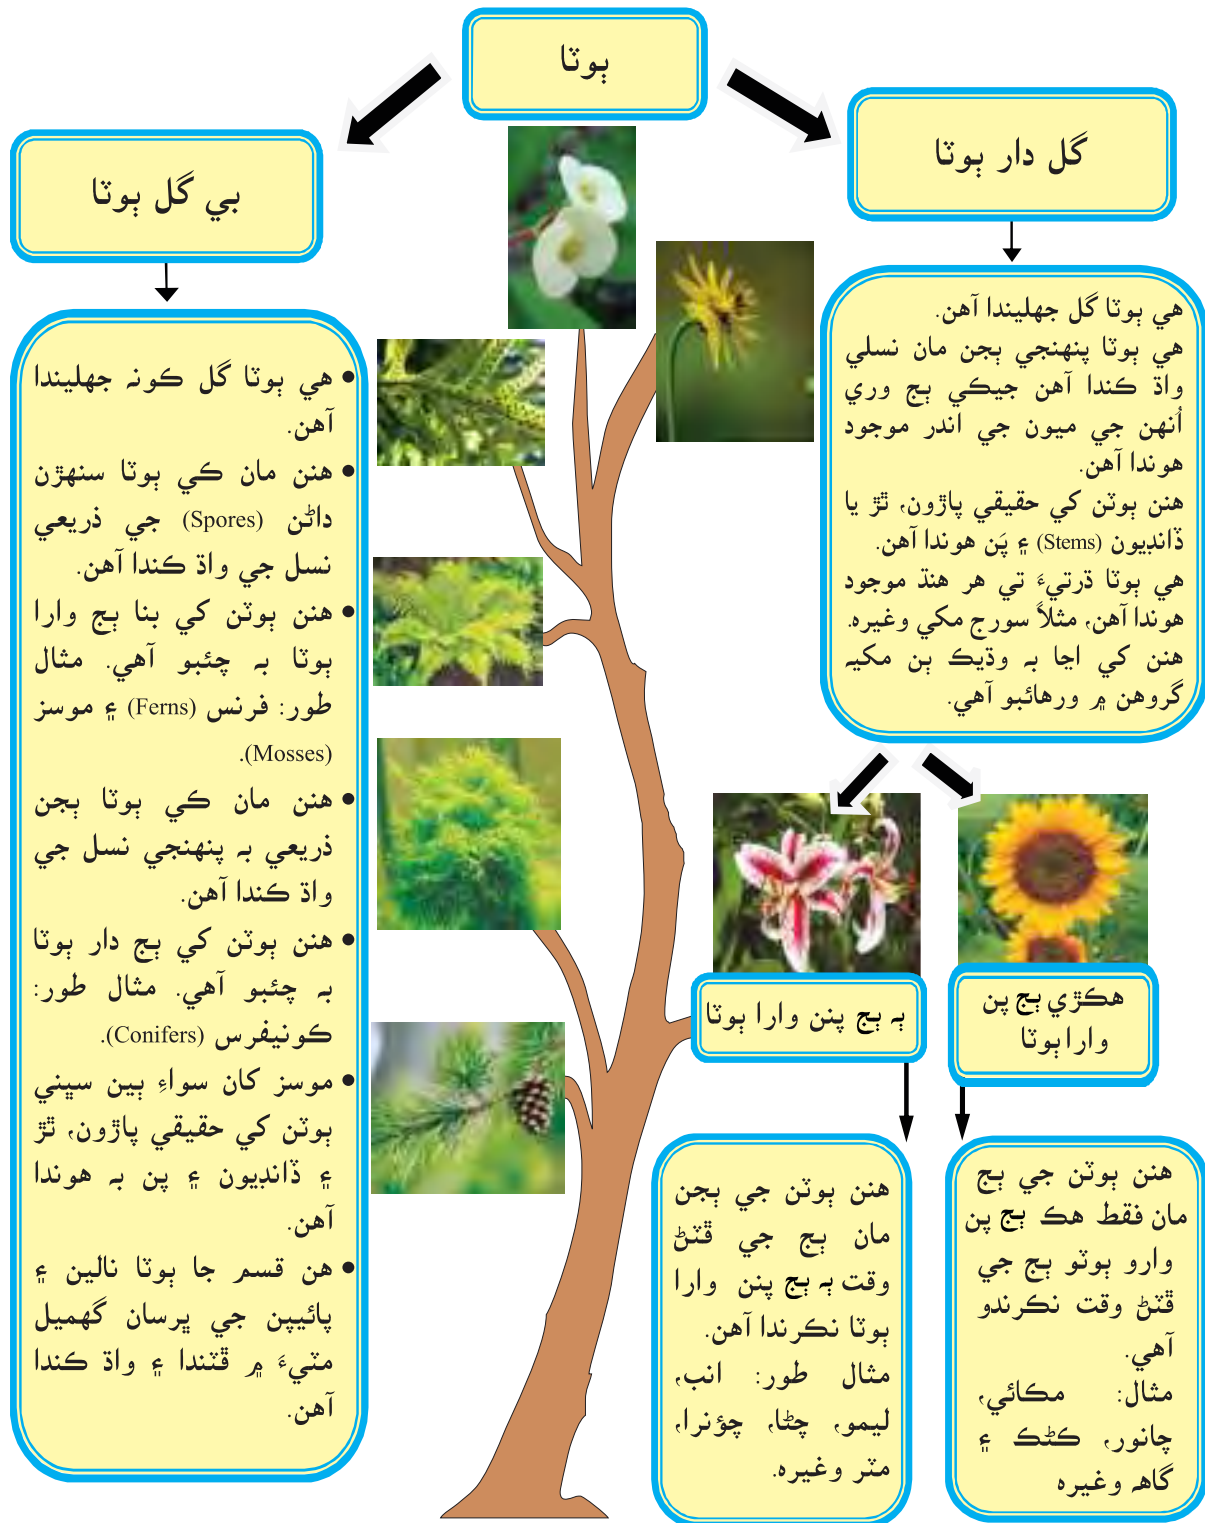 ٻوٽا
گل دار ٻوٽا
هي ٻوٽا گل جهليندا آهن.
هي ٻوٽا پنهنجي ٻجن مان نسلي
واڌ ڪندا آهن جيڪي ٻج وري
اُنهن جي ميون جي اندر موجود
هوندا آهن.
هنن ٻوٽن کي حقيقي پاڙون، ٿڙ يا
ڏانڊيون (Stems) ۽ پَن هوندا آهن.
هي ٻوٽا ڌرتيءَ تي هر هنڌ موجود
هوندا آهن، مثلاً سورج مکي وغيره.
هنن کي اڃا به وڌيڪ ٻن مکيه
گروهن ۾ ورهائبو آهي.
هڪڙي ٻج پن
وارا ٻوٽا
هنن ٻوٽن جي ٻج
مان فقط هڪ ٻج پن
وارو ٻوٽو ٻج جي
ڦٽڻ وقت نڪرندو
آهي.
مثال: مڪائي،
چانور، ڪڻڪ ۽
گاهه وغيره
ٻه ٻج پنن وارا ٻوٽا
هنن ٻوٽن جي ٻجن
مان ٻج جي ڦٽڻ
وقت ٻه ٻج پنن وارا
ٻوٽا نڪرندا آهن.
مثال طور: انب،
ليمو، چڻا، چؤنرا،
مٽر وغيره.
بي گل ٻوٽا
• هي ٻوٽا گل ڪونه جهليندا
آهن.
• هنن مان ڪي ٻوٽا سنهڙن
داڻن (Spores) جي ذريعي
نسل جي واڌ ڪندا آهن.
• هنن ٻوٽن کي بنا ٻج وارا
ٻوٽا به چئبو آهي. مثال
طور: فرنس (Ferns) ۽ موسز
(Mosses).
• هنن مان ڪي ٻوٽا ٻجن
ذريعي به پنهنجي نسل جي
واڌ ڪندا آهن.
• هنن ٻوٽن کي ٻج دار ٻوٽا
به چئبو آهي. مثال طور:
ڪونيفرس (Conifers).
• موسز کان سواءِ ٻين سڀني
ٻوٽن کي حقيقي پاڙون، ٿڙ
۽ ڏانڊيون ۽ پن به هوندا
آهن.
• هن قسم جا ٻوٽا نالين ۽
پائيپن جي ڀرسان گهميل
مٽيءَ ۾ ڦٽندا ۽ واڌ ڪندا
آهن.